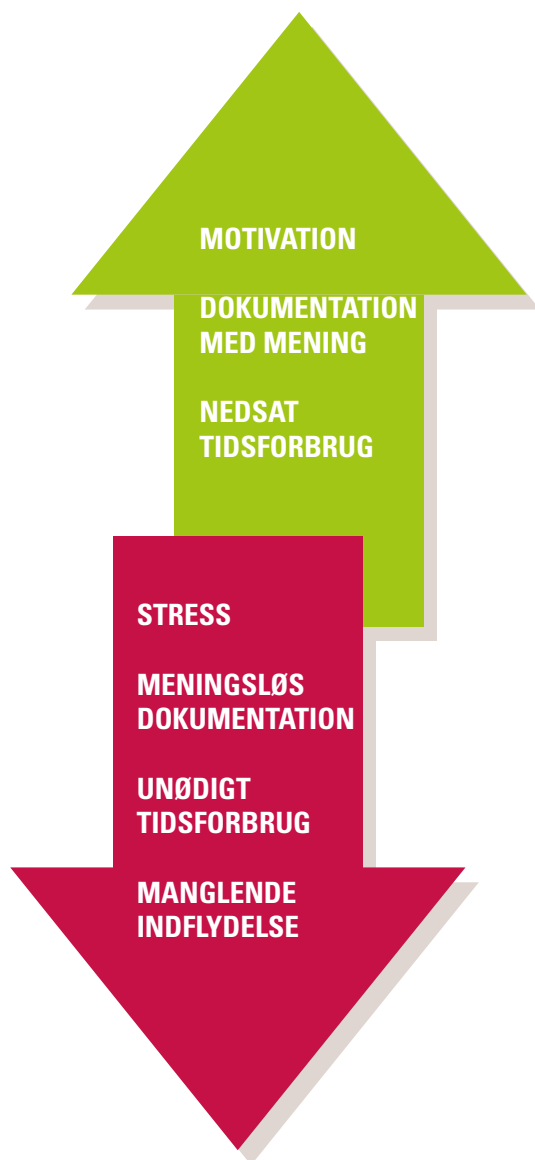 MOTIVATION
DOKUMENTATION
MED MENING
NEDSAT
TIDSFORBRUG
STRESS
MENINGSLØS
DOKUMENTATION
UNØDIGT
TIDSFORBRUG
MANGLENDE
INDFLYDELSE